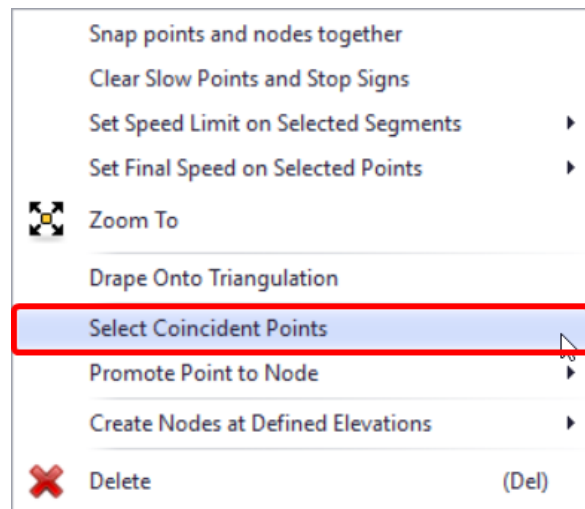 Snap points and nodes together
Clear Slow Points and Stop Signs
Set Speed Limit on Selected Segments
Set Final Speed on Selected Points
Zoom To
Drape Onto Triangulation
Select Coincident Points
Promote Point to Node
Create Nodes at Defined Elevations
Delete (Del)